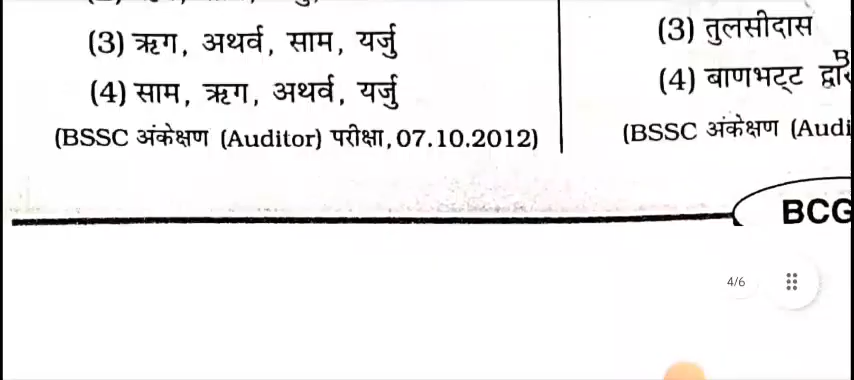 (3) ऋग, अथर्व, साम, यर्जु
(4) साम, ऋग, अथर्व, यर्जु
(BSSC अंकेक्षण (Auditor) परीक्षा, 07.10.2012)
(3) तुलसीदास
(4) बाणभट्ट
(BSSC अंकेक्षण
BCG
4/6